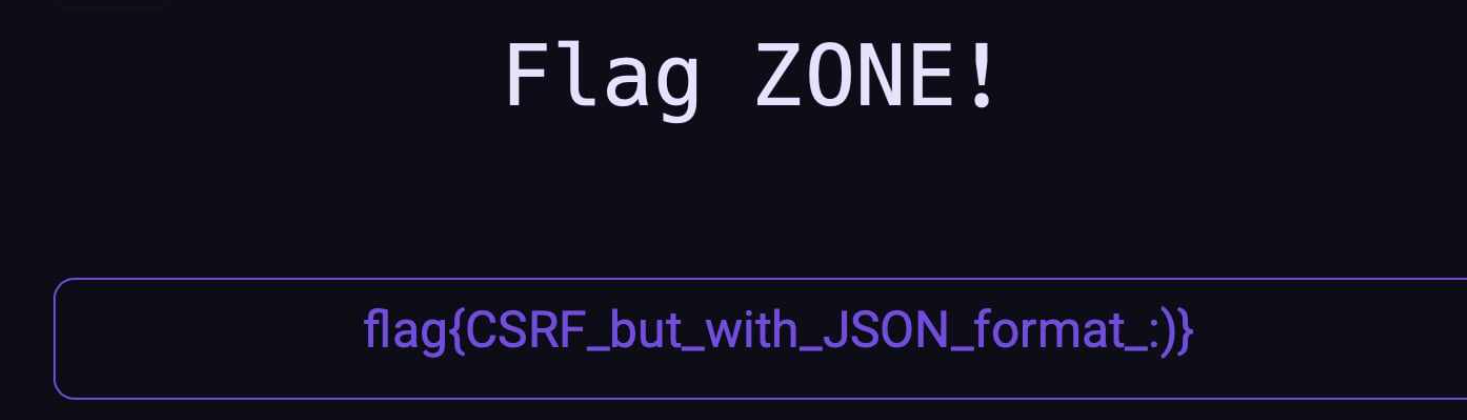 Flag ZONE!
flag{CSRF_but_with_JSON_format_:)}